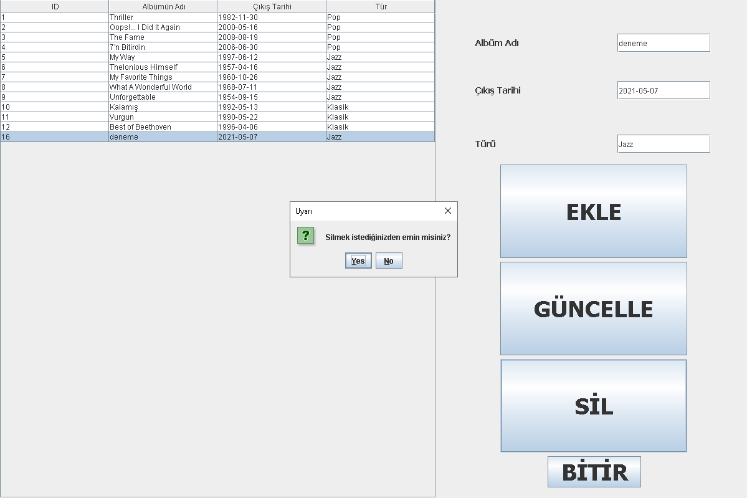 ID Albümün Adı Çıkış Tarihi Tür
1 Thriller 1982-11-30 Pop
2 Oops!... I Did It Again 2000-05-16 Pop
3 The Fame 2008-08-19 Pop
4 7'n Bitirdin 2006-06-30 Pop
5 My Way 1997-06-12 Jazz
6 Thelonious Himself 1957-04-16 Jazz
7 My Favorite Things 1960-10-26 Jazz
8 What A Wonderful World 1968-07-11 Jazz
9 Unforgettable 1954-09-15 Jazz
10 Kalamış 1992-05-13 Klasik
11 Vurgun 1990-05-22 Klasik
12 Best of Beethoven 1996-04-06 Klasik
16 deneme 2021-05-07 Jazz
Albüm Adı deneme
Çıkış Tarihi 2021-05-07
Türü Jazz
EKLE
GÜNCELLE
SİL
BİTİR
Uyarı
Silmek istediğinizden emin misiniz?
Yes No